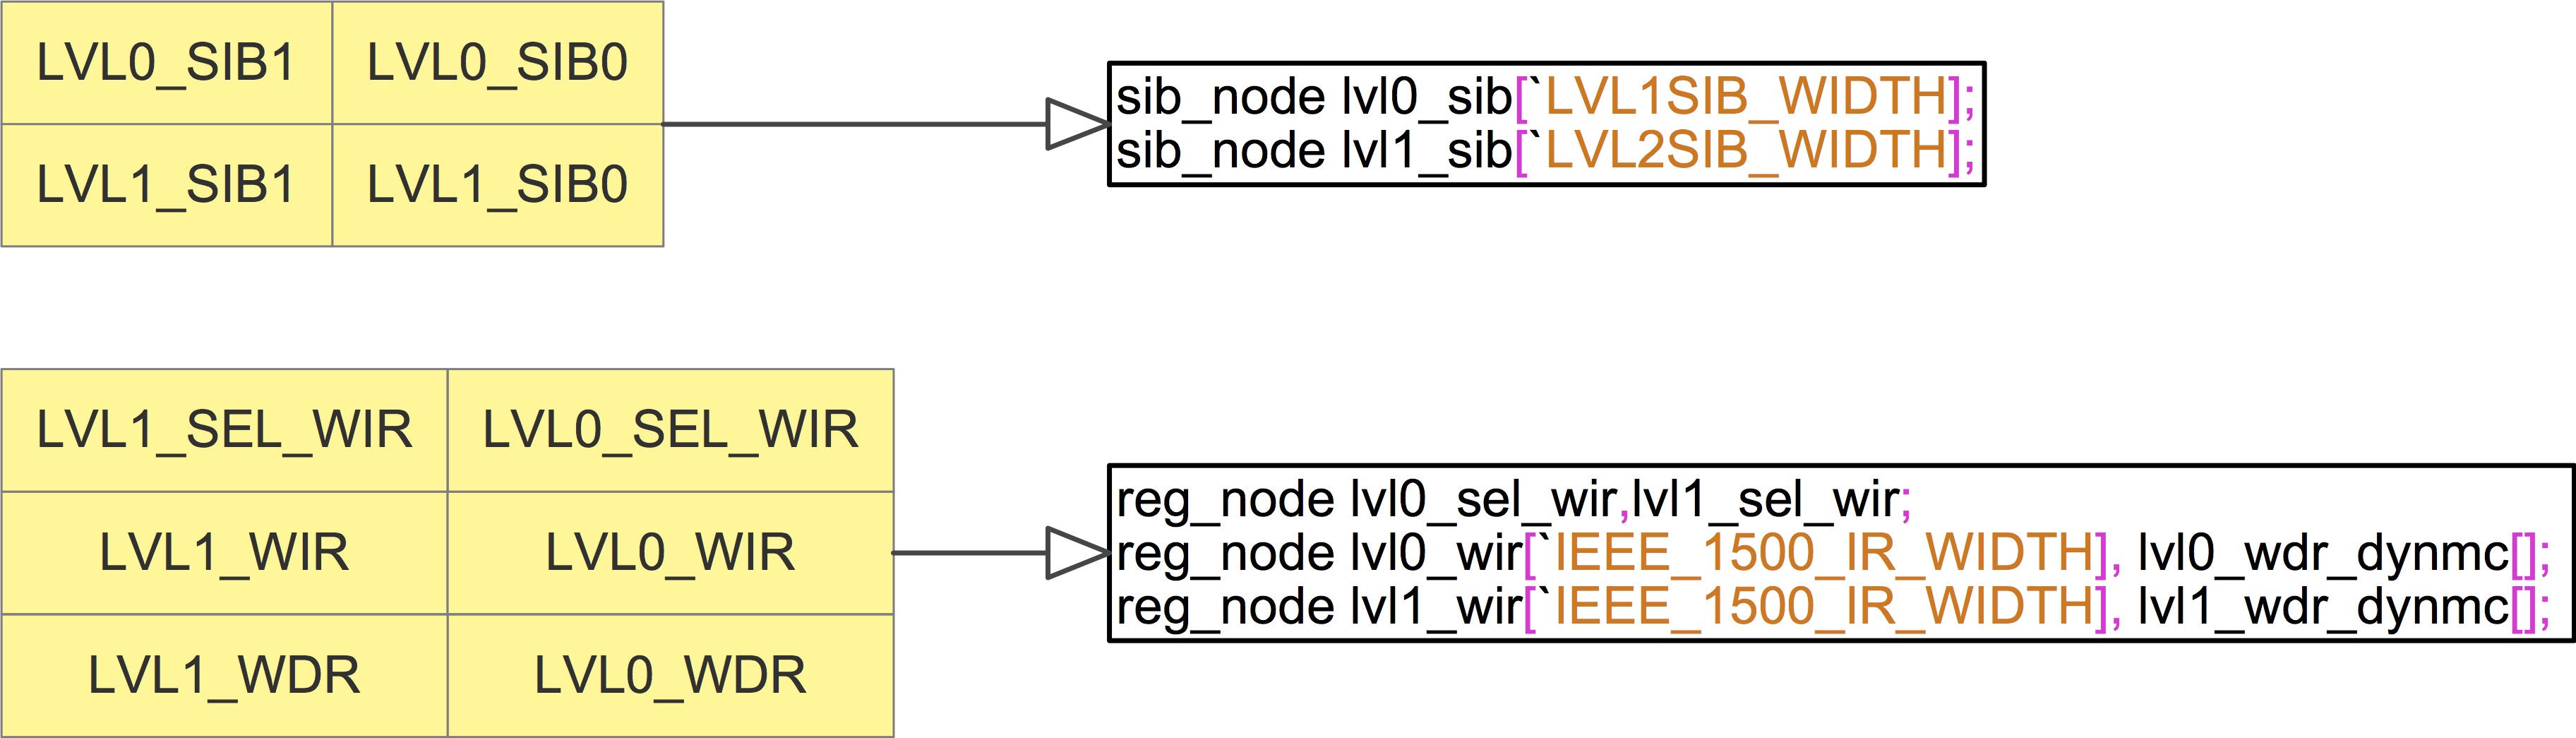 LVL0_SIB1 LVL0_SIB0
LVL1_SIB1 LVL1_SIB0
sib_node lvl0_sib[`LVL1SIB_WIDTH];
sib_node lvl1_sib[`LVL2SIB_WIDTH];
LVL1_SEL_WIR LVL0_SEL_WIR
LVL1_WIR LVL0_WIR
LVL1_WDR LVL0_WDR
reg_node lvl0_sel_wir,lvl1_sel_wir;
reg_node lvl0_wir[`IEEE_1500_IR_WIDTH], lvl0_wdr_dynmc[];
reg_node lvl1_wir[`IEEE_1500_IR_WIDTH], lvl1_wdr_dynmc[];